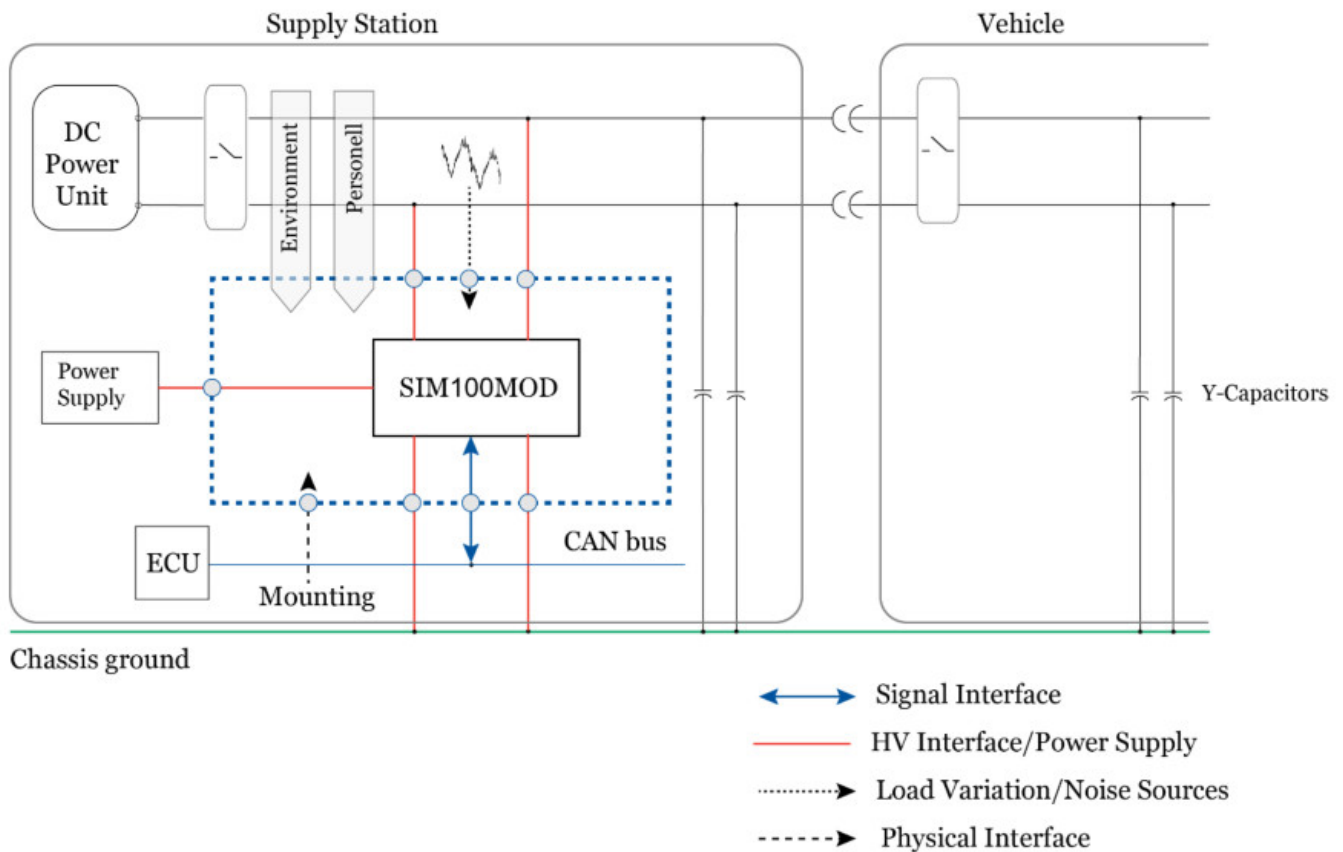 Supply Station
Vehicle
DC
Power
Unit
Environment
Personell
Power
Supply
SIM100MOD
Y-Capacitors
ECU
CAN bus
Mounting
Chassis ground
Signal Interface
HV Interface/Power Supply
Load Variation/Noise Sources
Physical Interface